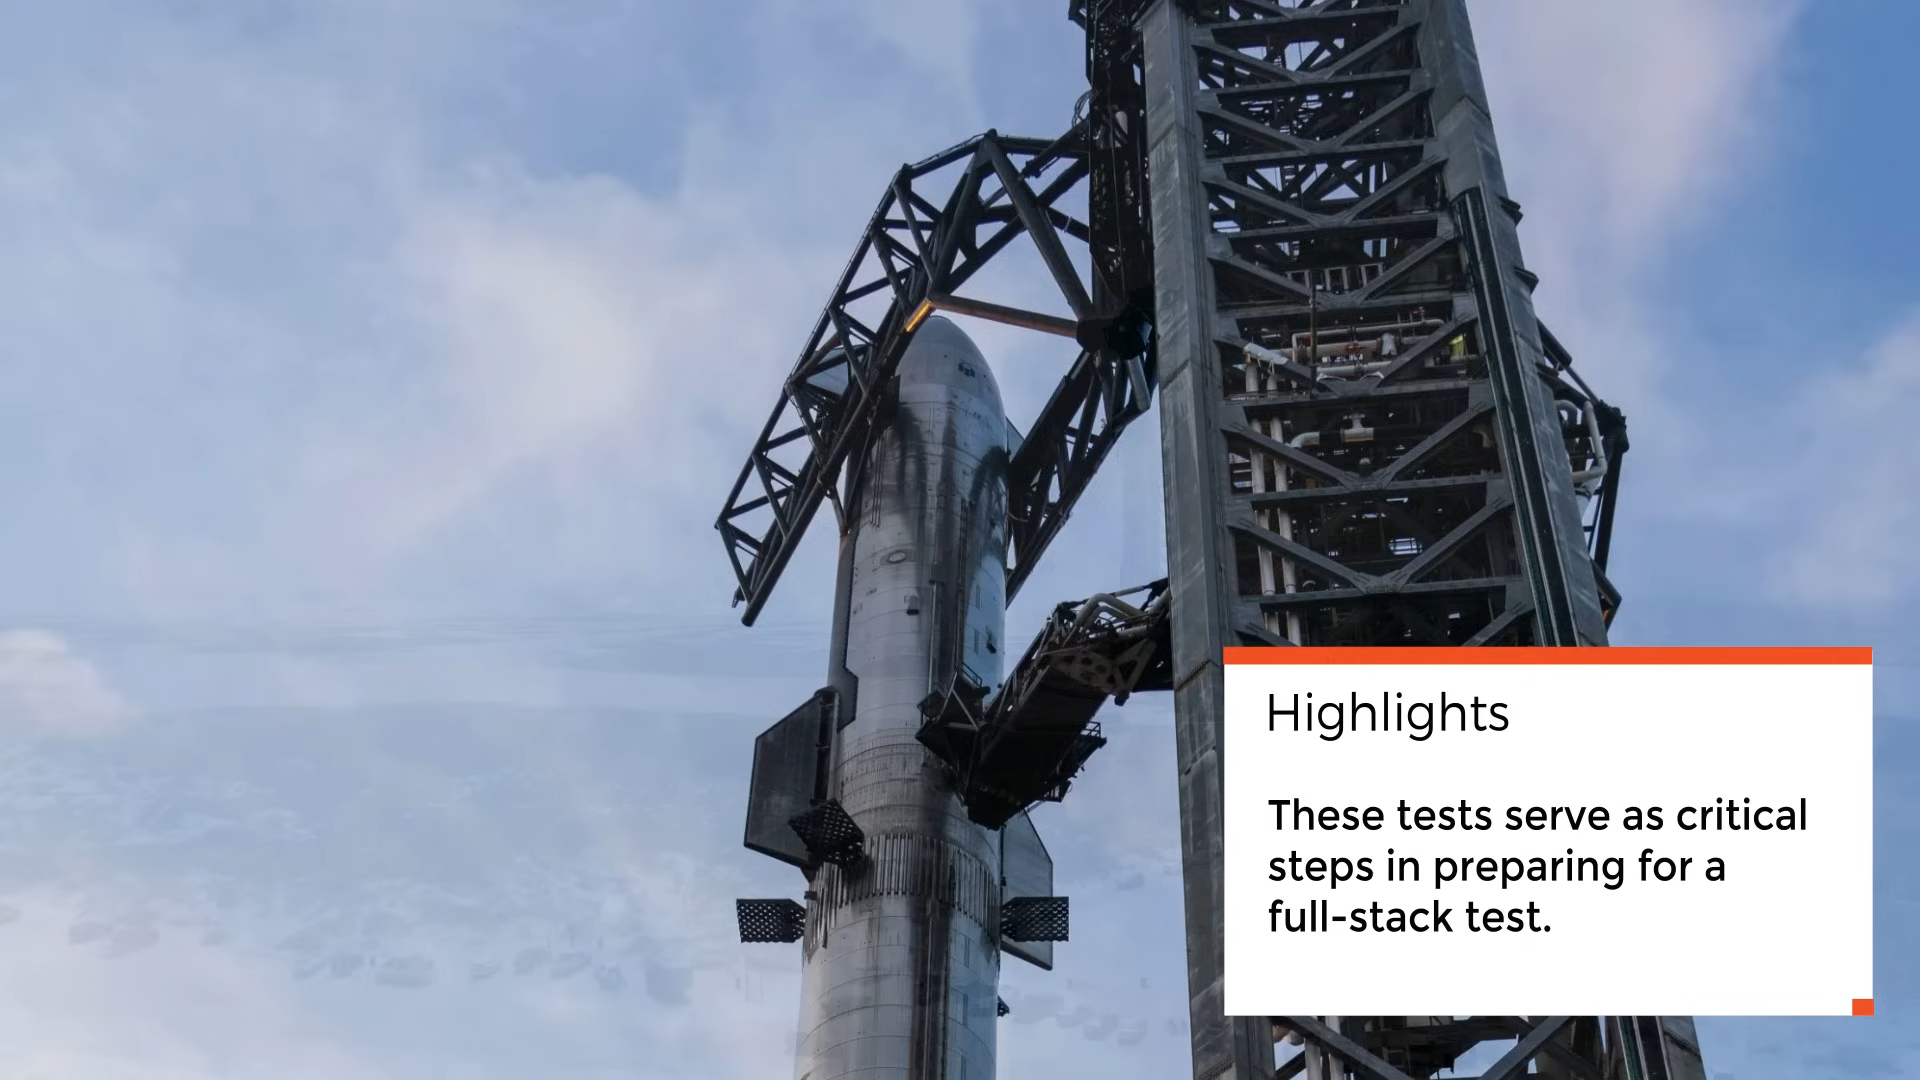 Highlights
These tests serve as critical
steps in preparing for a
full-stack test.